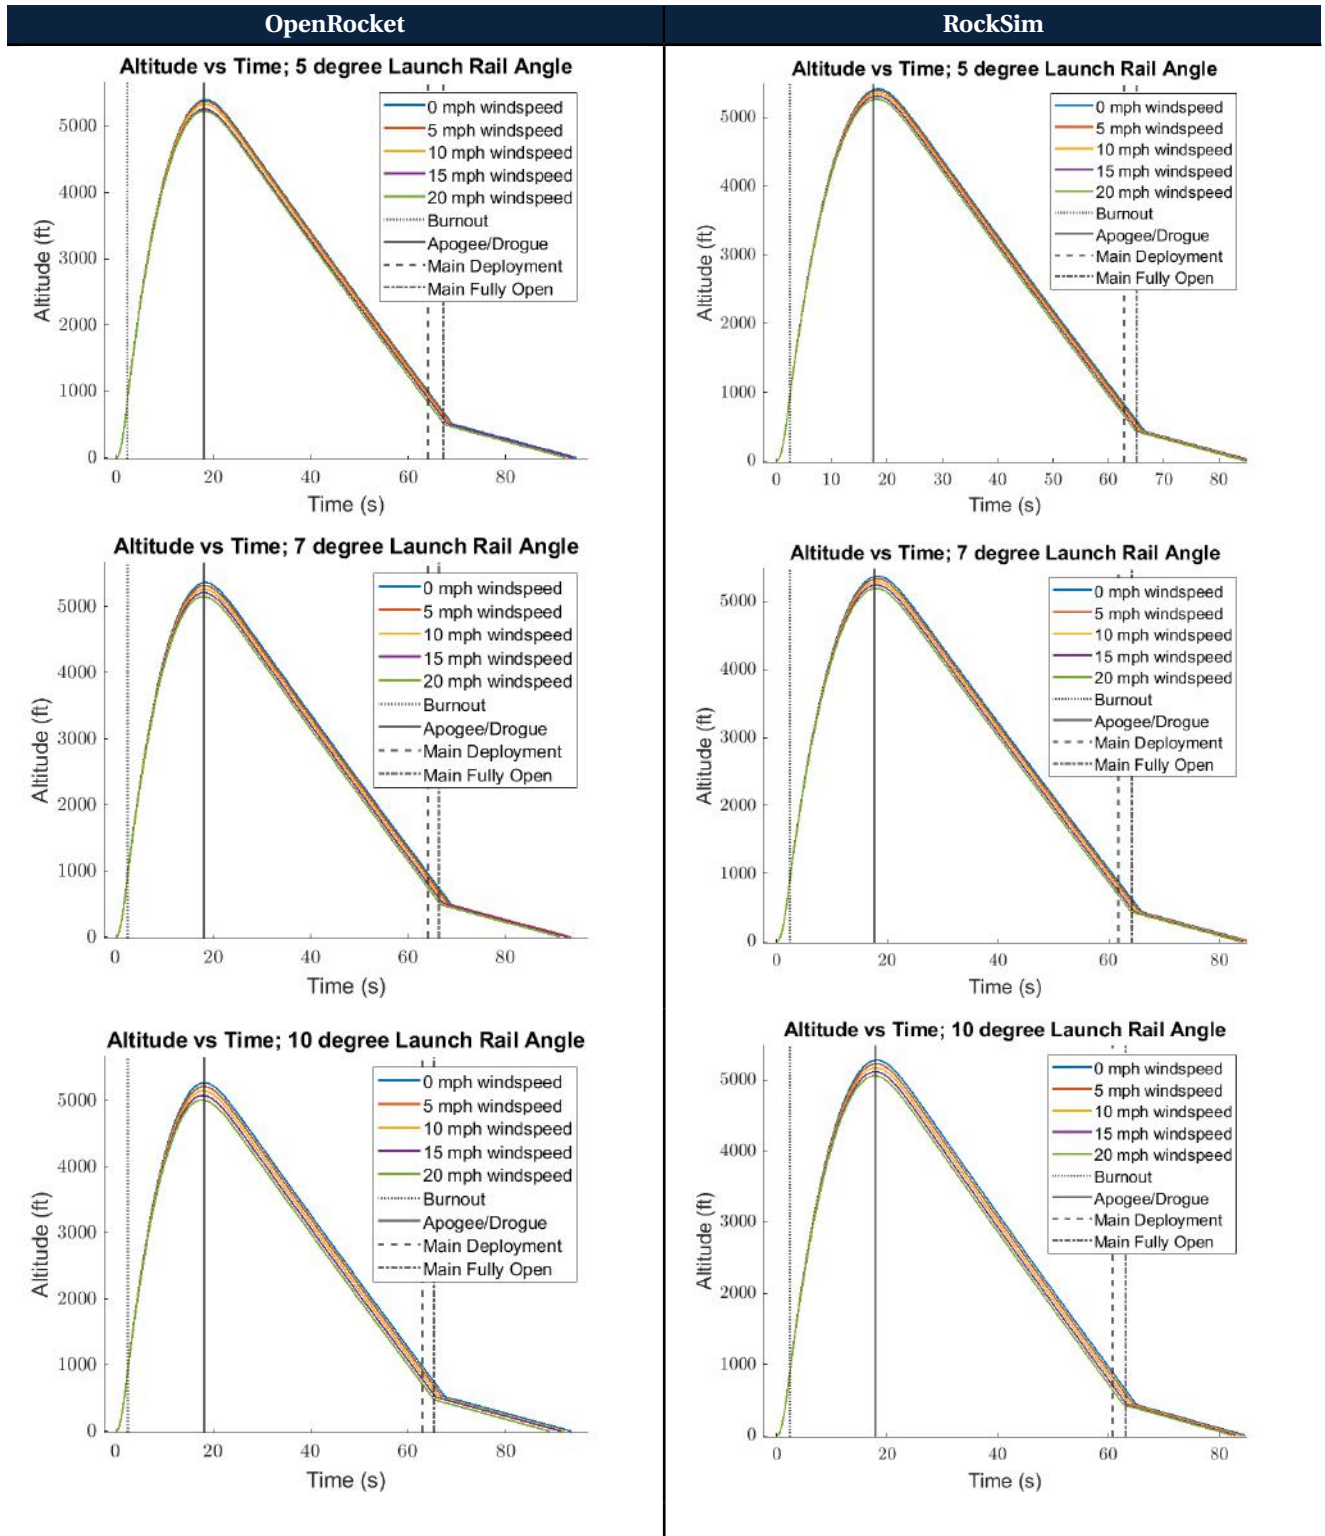 OpenRocket
RockSim
Altitude vs Time; 5 degree Launch Rail Angle
0 mph windspeed
5 mph windspeed
10 mph windspeed
15 mph windspeed
20 mph windspeed
Burnout
Apogee/Drogue
Main Deployment
Main Fully Open
Altitude (ft)
5000
4000
3000
2000
1000
0
0 20 40 60 80
Time (s)
Altitude vs Time; 5 degree Launch Rail Angle
0 mph windspeed
5 mph windspeed
10 mph windspeed
15 mph windspeed
20 mph windspeed
Burnout
Apogee/Drogue
Main Deployment
Main Fully Open
Altitude (ft)
5000
4000
3000
2000
1000
0
0 10 20 30 40 50 60 70 80
Time (s)
Altitude vs Time; 7 degree Launch Rail Angle
0 mph windspeed
5 mph windspeed
10 mph windspeed
15 mph windspeed
20 mph windspeed
Burnout
Apogee/Drogue
Main Deployment
Main Fully Open
Altitude (ft)
5000
4000
3000
2000
1000
0
0 20 40 60 80
Time (s)
Altitude vs Time; 7 degree Launch Rail Angle
0 mph windspeed
5 mph windspeed
10 mph windspeed
15 mph windspeed
20 mph windspeed
Burnout
Apogee/Drogue
Main Deployment
Main Fully Open
Altitude (ft)
5000
4000
3000
2000
1000
0
0 20 40 60 80
Time (s)
Altitude vs Time; 10 degree Launch Rail Angle
0 mph windspeed
5 mph windspeed
10 mph windspeed
15 mph windspeed
20 mph windspeed
Burnout
Apogee/Drogue
Main Deployment
Main Fully Open
Altitude (ft)
5000
4000
3000
2000
1000
0
0 20 40 60 80
Time (s)
Altitude vs Time; 10 degree Launch Rail Angle
0 mph windspeed
5 mph windspeed
10 mph windspeed
15 mph windspeed
20 mph windspeed
Burnout
Apogee/Drogue
Main Deployment
Main Fully Open
Altitude (ft)
5000
4000
3000
2000
1000
0
0 20 40 60 80
Time (s)